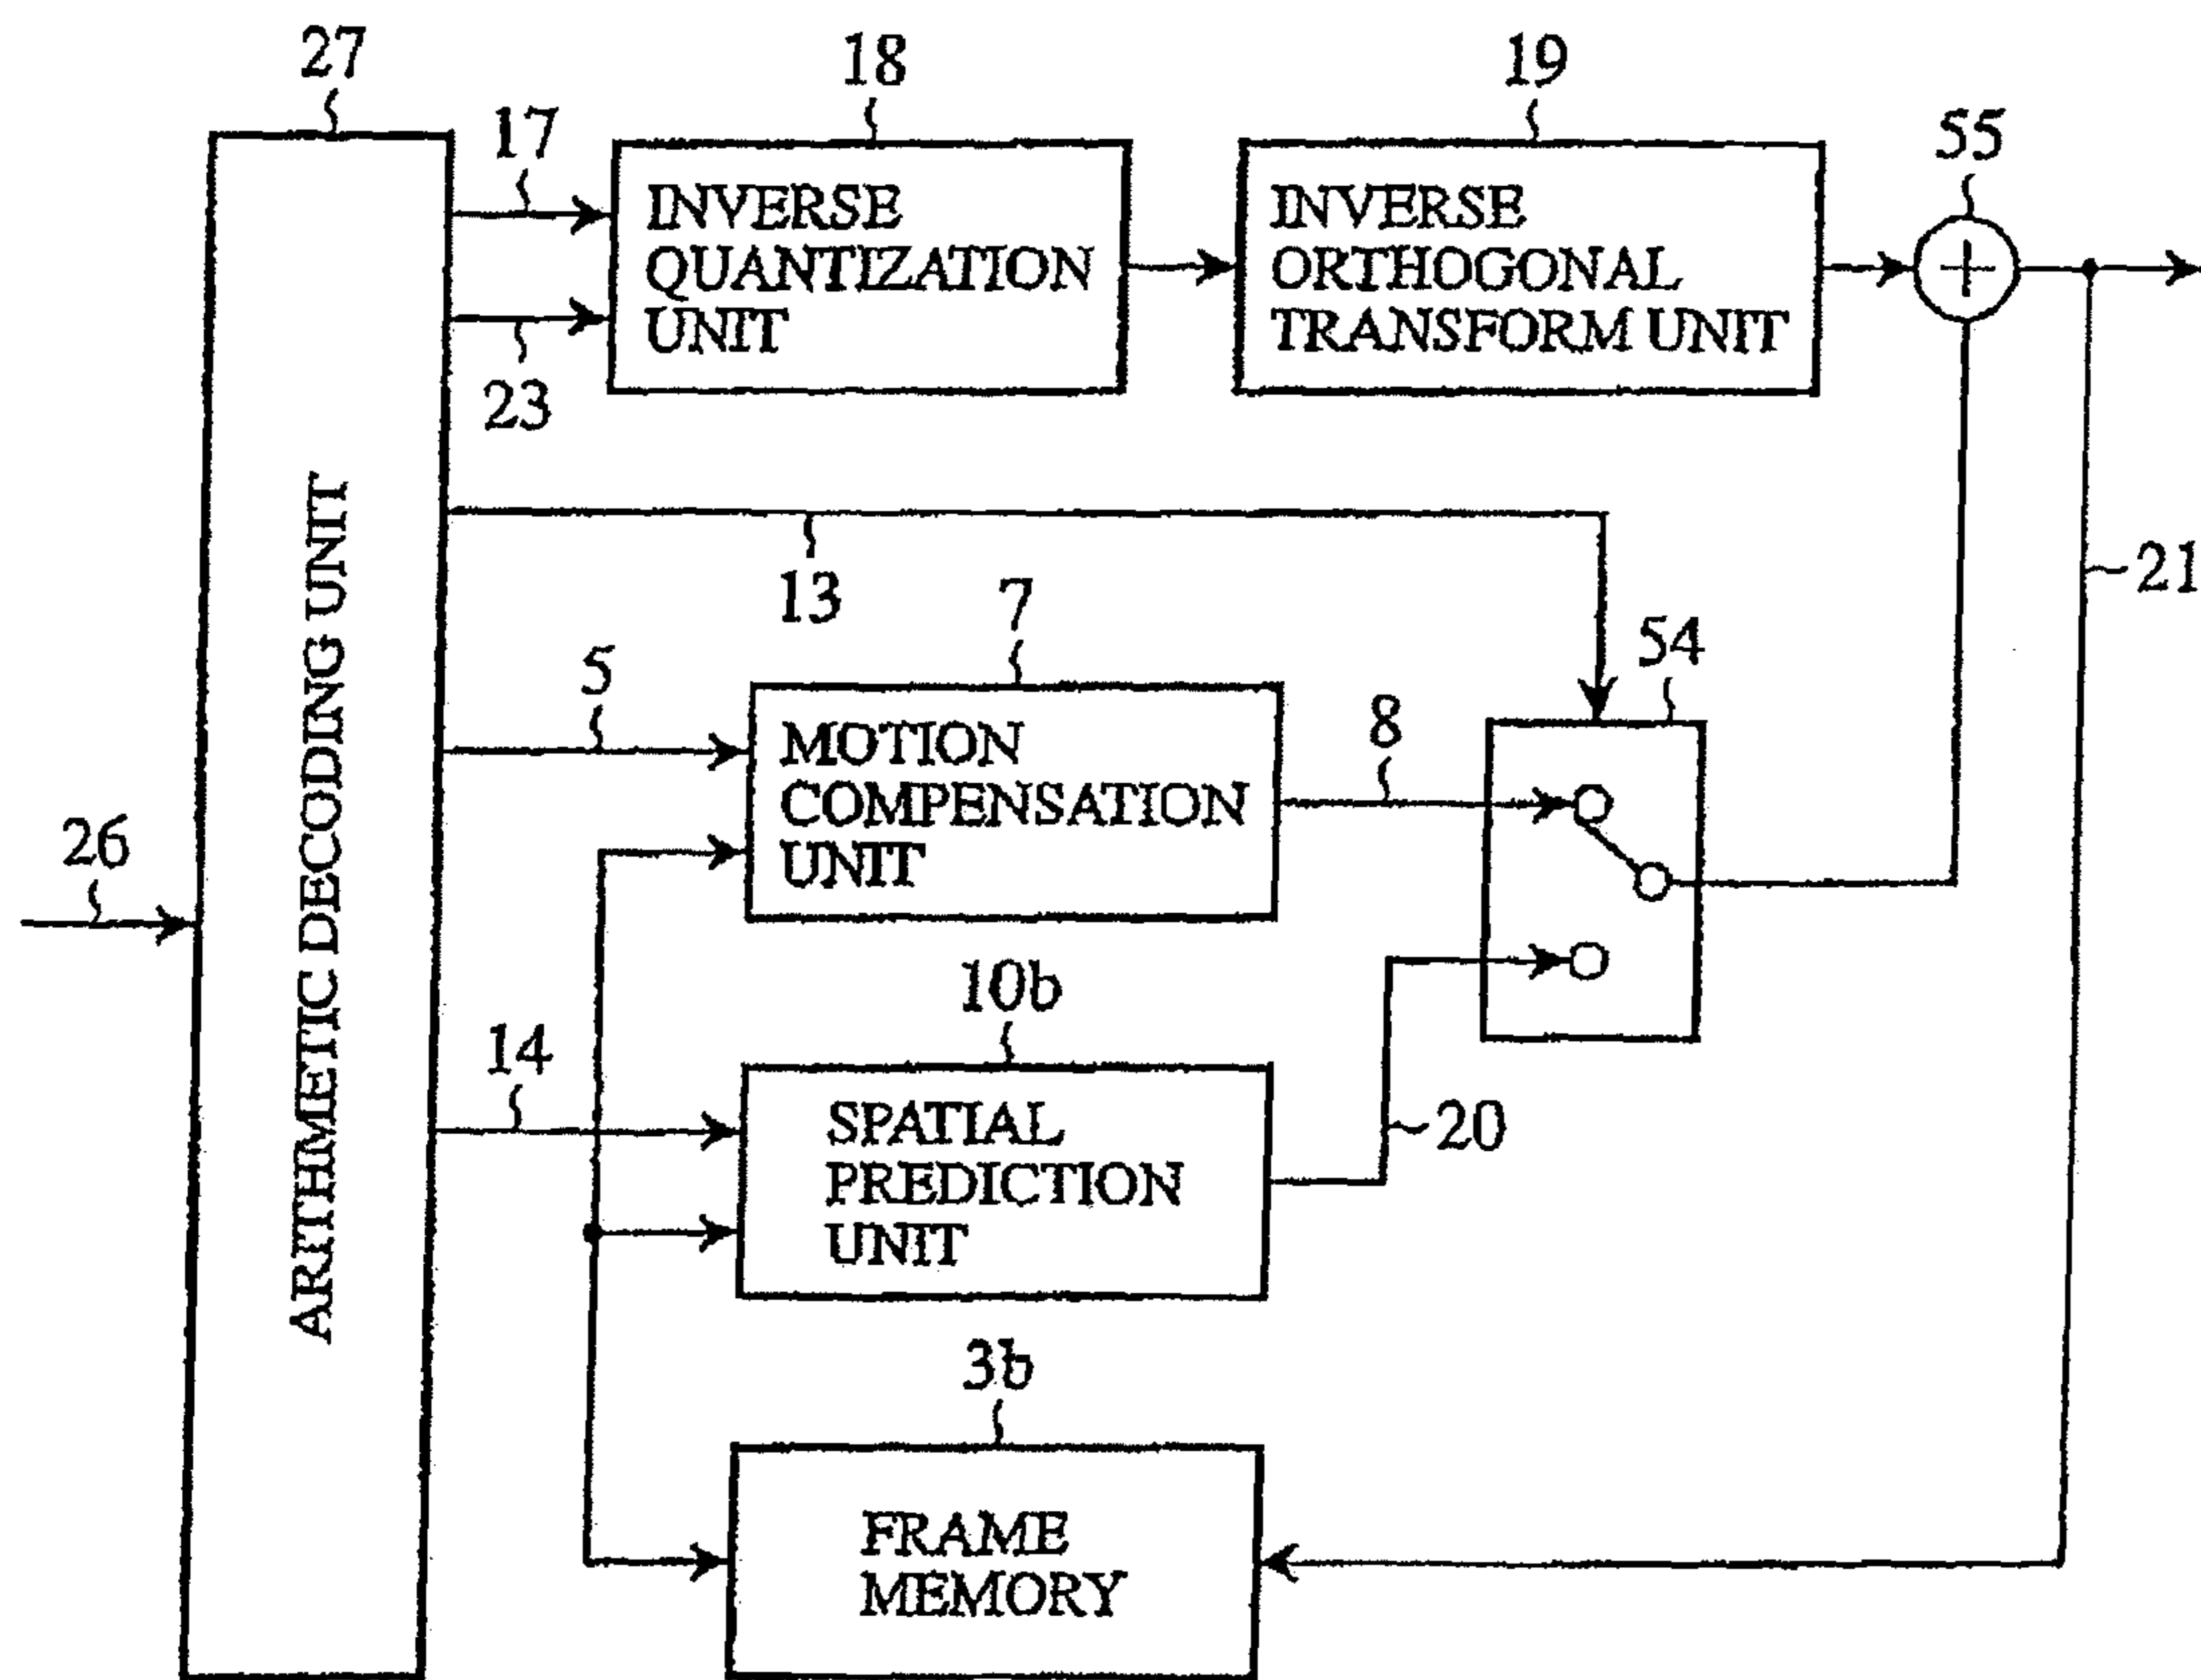 27
18
19
55
17
INVERSE
QUANTIZATION
UNIT
INVERSE
ORTHOGONAL
TRANSFORM UNIT
23
13
21
ARITHMETIC DECODING UNIT
7
54
5
MOTION
COMPENSATION
UNIT
8
26
10b
14
SPATIAL
PREDICTION
UNIT
20
3b
FRAME
MEMORY